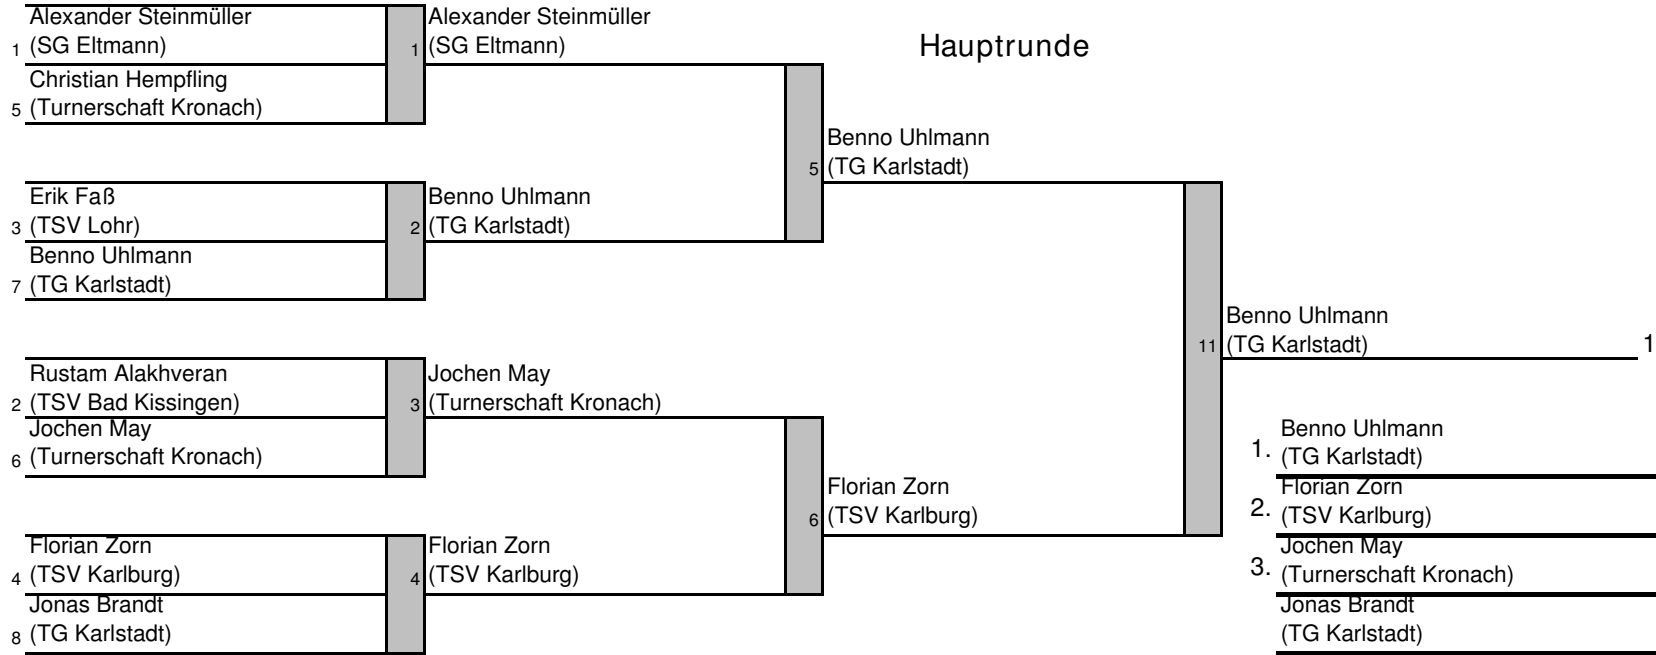 Hauptrunde
Alexander Steinmüller
1 (SG Eltmann)
Christian Hempfling
5 (Turnerschaft Kronach)
Erik Faß
3 (TSV Lohr)
Benno Uhlmann
7 (TG Karlstadt)
Rustam Alakhveran
2 (TSV Bad Kissingen)
Jochen May
6 (Turnerschaft Kronach)
Florian Zorn
4 (TSV Karlburg)
Jonas Brandt
8 (TG Karlstadt)
Alexander Steinmüller
1 (SG Eltmann)
Benno Uhlmann
2 (TG Karlstadt)
Jochen May
3 (Turnerschaft Kronach)
Florian Zorn
4 (TSV Karlburg)
Benno Uhlmann
5 (TG Karlstadt)
Florian Zorn
6 (TSV Karlburg)
Benno Uhlmann
11 (TG Karlstadt) 1
Benno Uhlmann
1. (TG Karlstadt)
Florian Zorn
2. (TSV Karlburg)
Jochen May
3. (Turnerschaft Kronach)
Jonas Brandt
(TG Karlstadt)